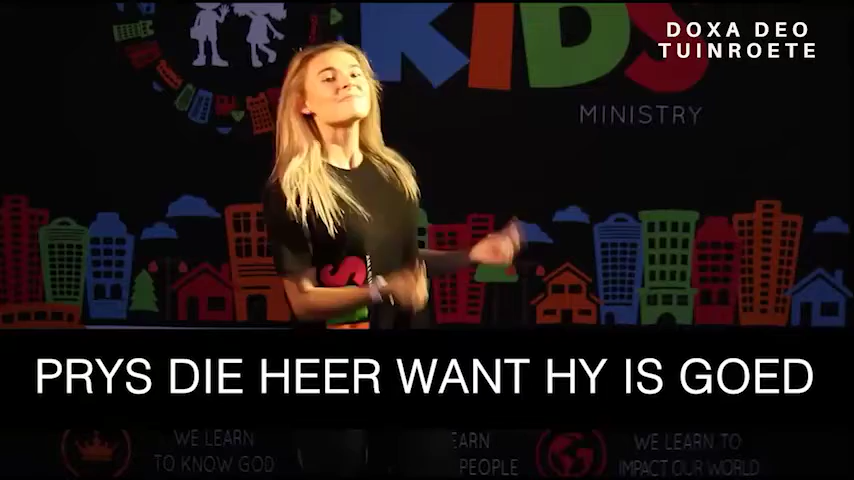 KIDS
MINISTRY
DOXA DEO
TUINROETE
PRYS DIE HEER WANT HY IS GOED
WE LEARN
TO KNOW GOD
EARN
PEOPLE
WE LEARN TO
IMPACT OUR WORLD